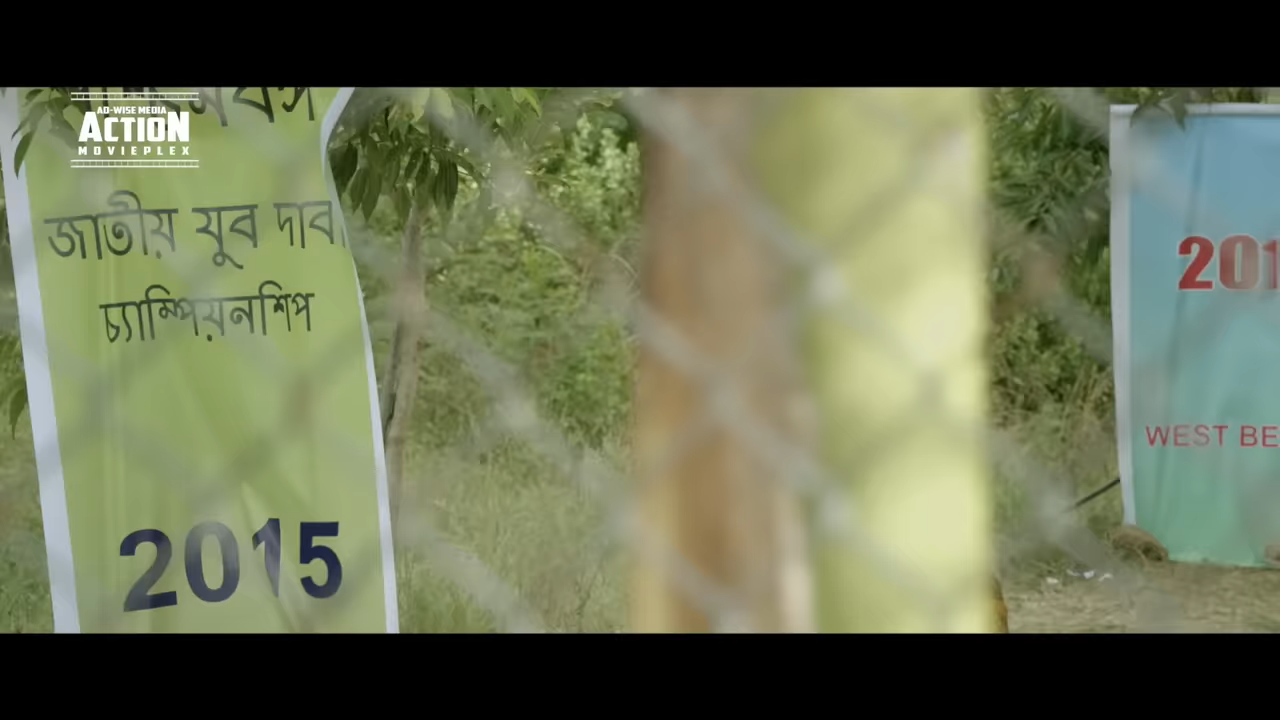 AD-WISE MEDIA
ACTION
MOVIEPLEX
জাতীয় যুব দাবা
চ্যাম্পিয়নশিপ
2015
201
WEST BE